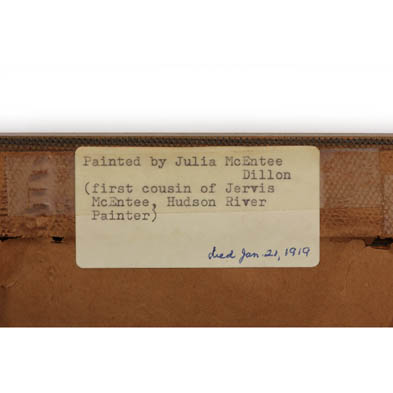 Painted by Julia McEntee
Dillon
(first cousin of Jervis
McEntee, Hudson River
Painter)
died Jan. 21, 1919